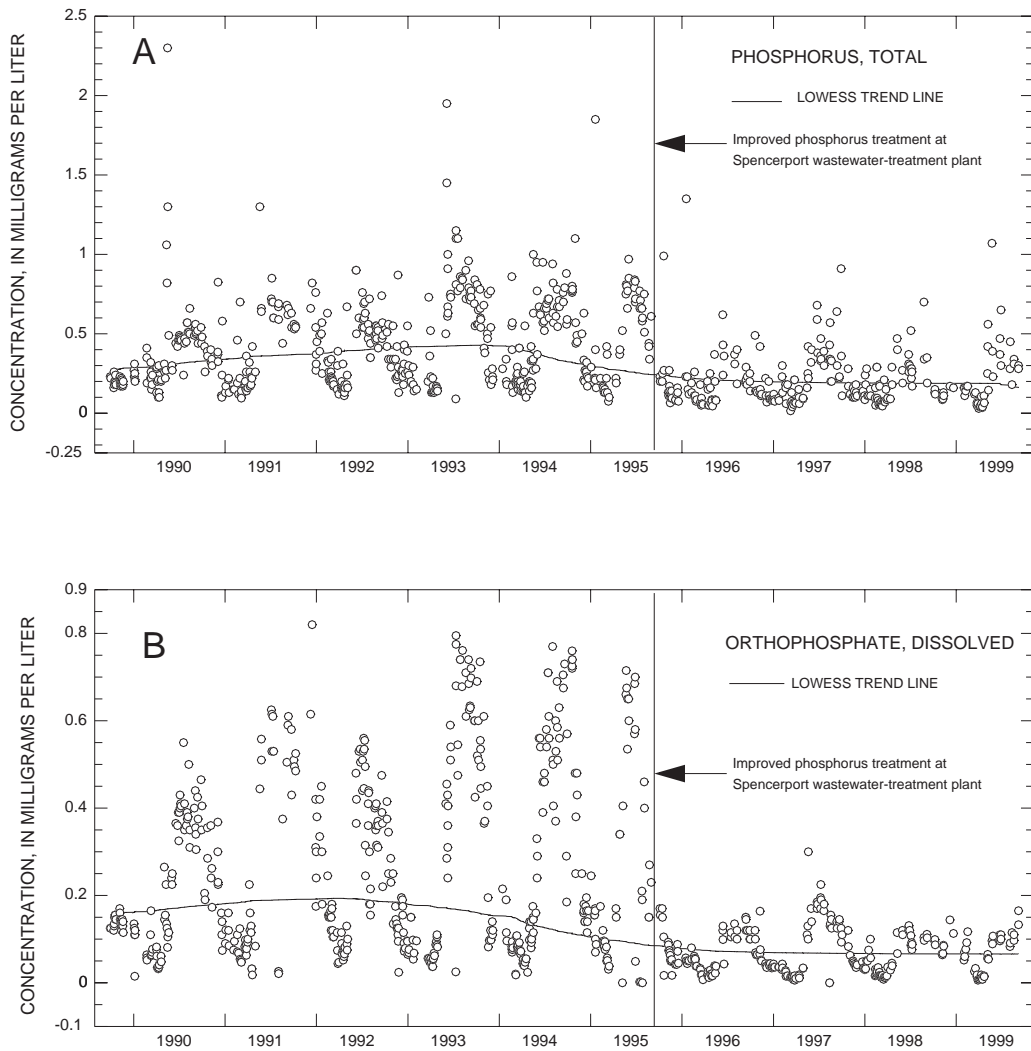 CONCENTRATION, IN MILLIGRAMS PER LITER
2.5
2
1.5
1
0.5
0
-0.25
A
PHOSPHORUS, TOTAL
LOWESS TREND LINE
Improved phosphorus treatment at
Spencerport wastewater-treatment plant
1990 1991 1992 1993 1994 1995 1996 1997 1998 1999
CONCENTRATION, IN MILLIGRAMS PER LITER
0.9
0.8
0.6
0.4
0.2
0
-0.1
B
ORTHOPHOSPHATE, DISSOLVED
LOWESS TREND LINE
Improved phosphorus treatment at
Spencerport wastewater-treatment plant
1990 1991 1992 1993 1994 1995 1996 1997 1998 1999